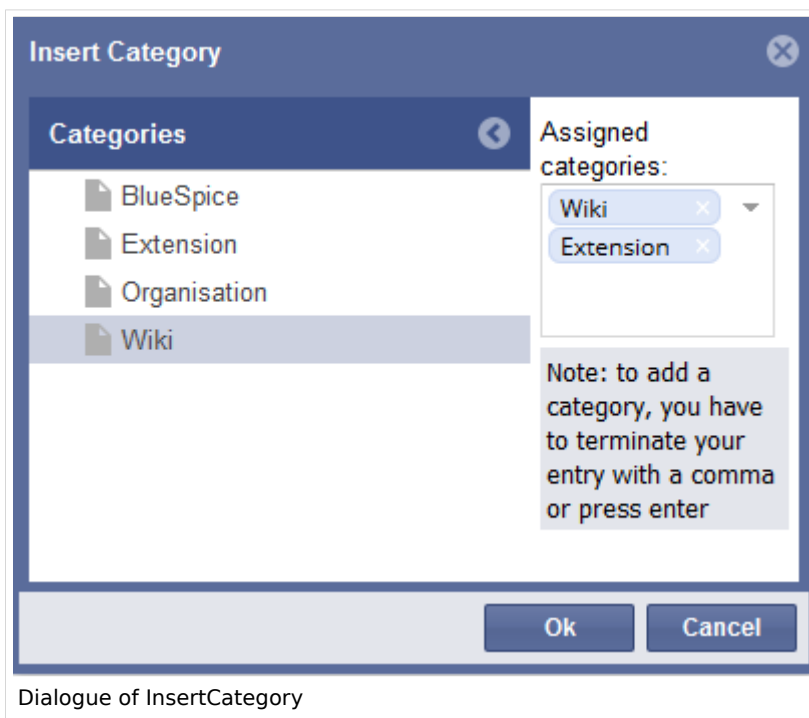 Insert Category
Categories
BlueSpice
Extension
Organisation
Wiki
Assigned
categories:
Wiki
Extension
Note: to add a
category, you have
to terminate your
entry with a comma
or press enter
Ok
Cancel
Dialogue of InsertCategory